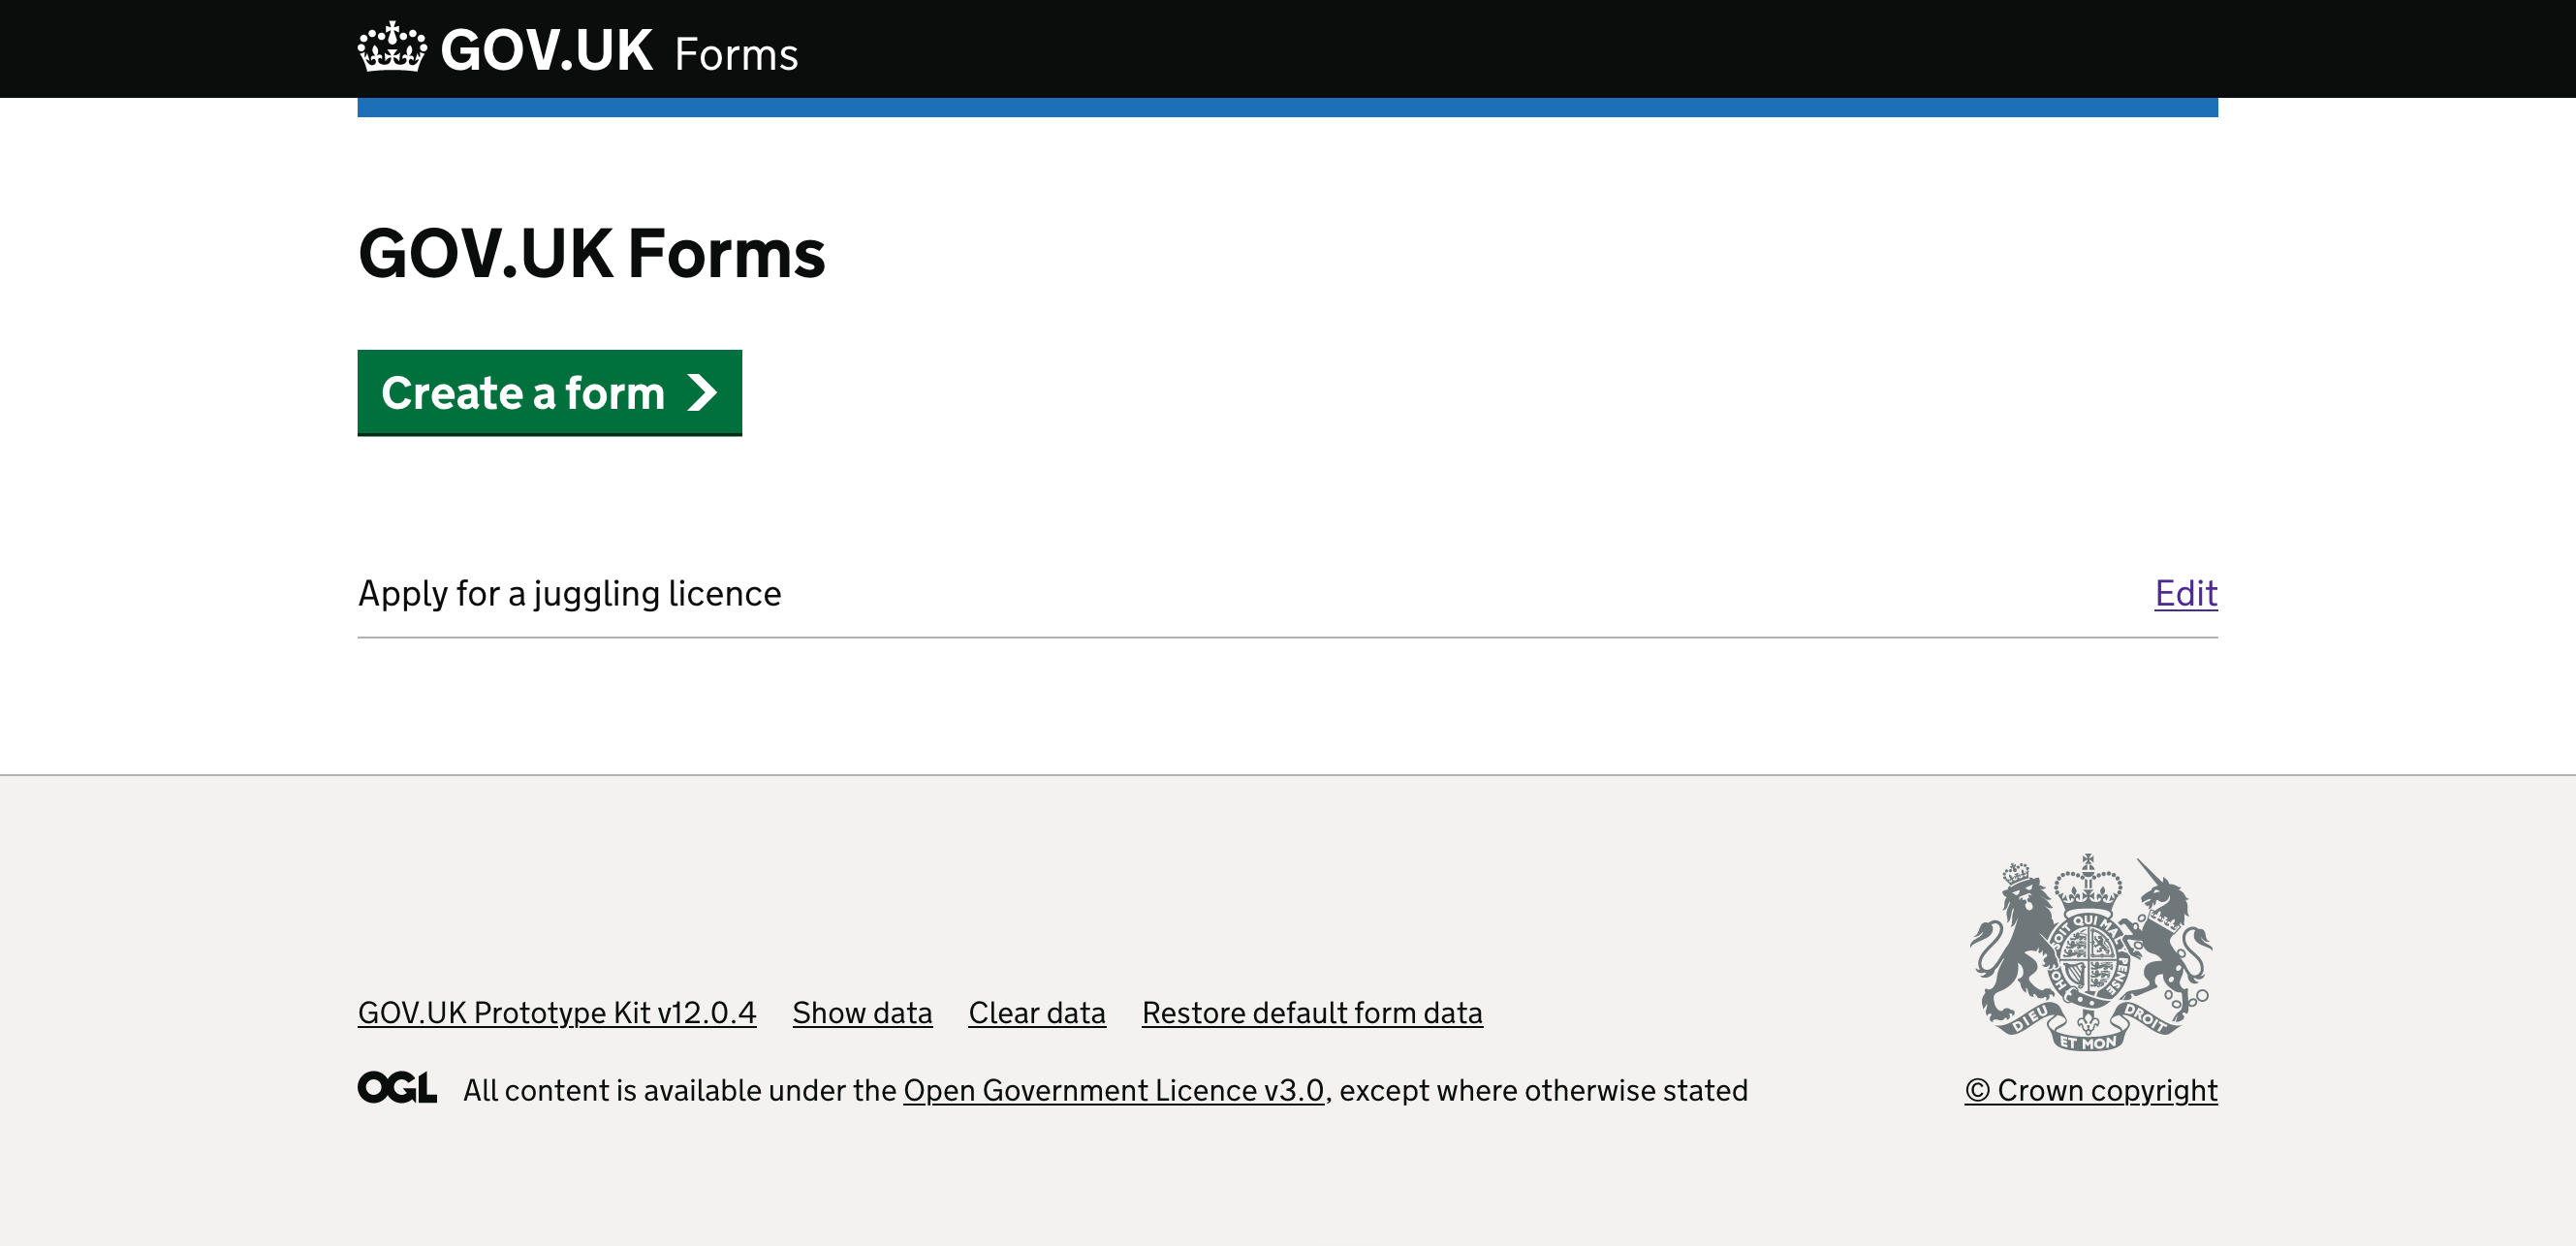 GOV.UK Forms
GOV.UK Forms
Create a form
Apply for a juggling licence
Edit
GOV.UK Prototype Kit v12.0.4
Show data
Clear data
Restore default form data
OGL
All content is available under the Open Government Licence v3.0, except where otherwise stated
HONI SOIT QUI MAL Y PENSE
DIEU
ET MON
DROIT
© Crown copyright